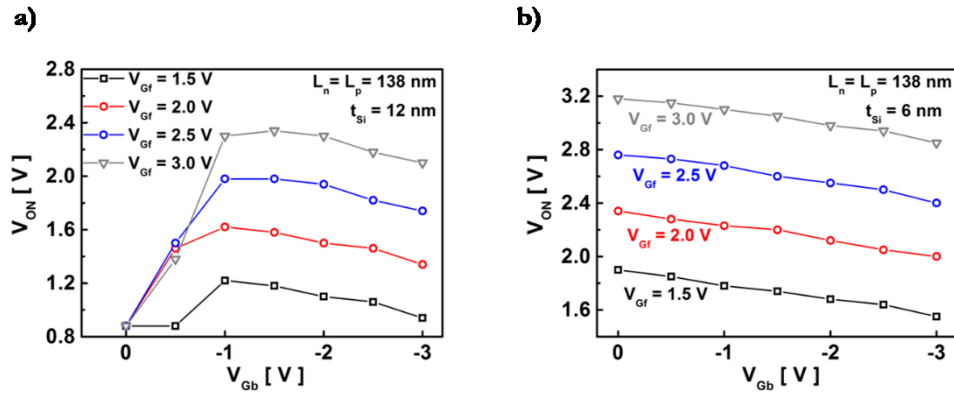 a)
V_Gf = 1.5 V
V_Gf = 2.0 V
V_Gf = 2.5 V
V_Gf = 3.0 V
L_n = L_p = 138 nm
t_Si = 12 nm
2.8
2.4
2.0
1.6
1.2
0.8
V_ON [ V ]
0
-1
-2
-3
V_Gb [ V ]
b)
L_n = L_p = 138 nm
t_Si = 6 nm
V_Gf = 3.0 V
V_Gf = 2.5 V
V_Gf = 2.0 V
V_Gf = 1.5 V
3.2
2.8
2.4
2.0
1.6
V_ON [ V ]
0
-1
-2
-3
V_Gb [ V ]